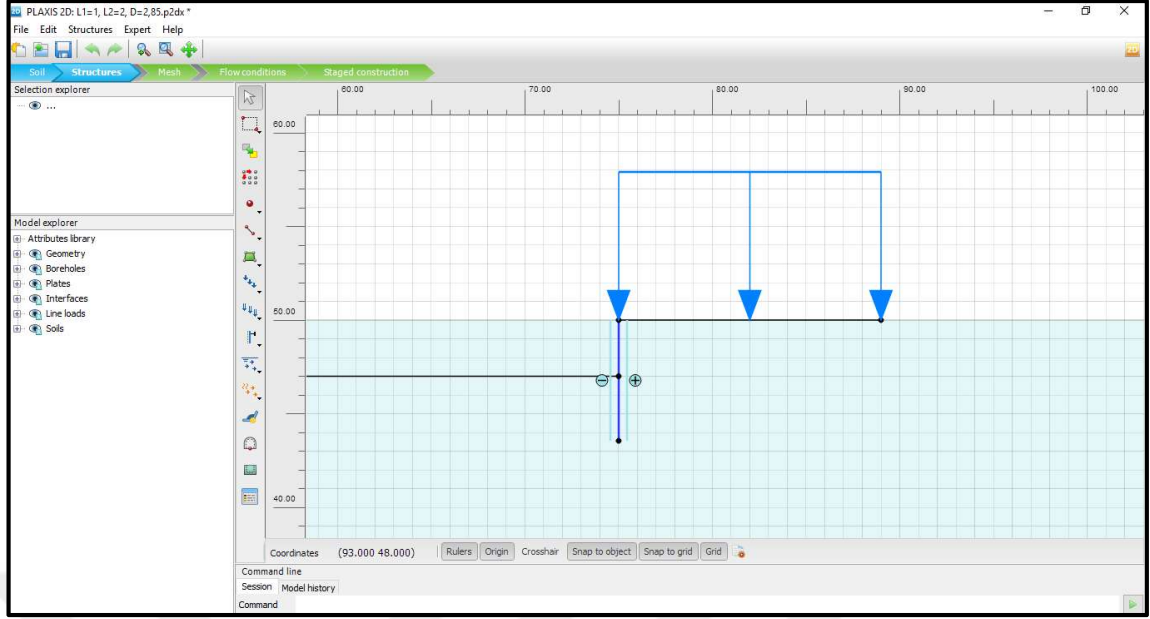 PLAXIS 2D: L1=1, L2=2, D=2,85.p2dx *
File Edit Structures Expert Help
Soil Structures Mesh Flow conditions Staged construction
Selection explorer
...
Model explorer
Attributes library
Geometry
Boreholes
Plates
Interfaces
Line loads
Soils
60.00 70.00 80.00 90.00 100.00
60.00
50.00
40.00
Coordinates (93.000 48.000) Rulers Origin Crosshair Snap to object Snap to grid Grid
Command line
Session Model history
Command